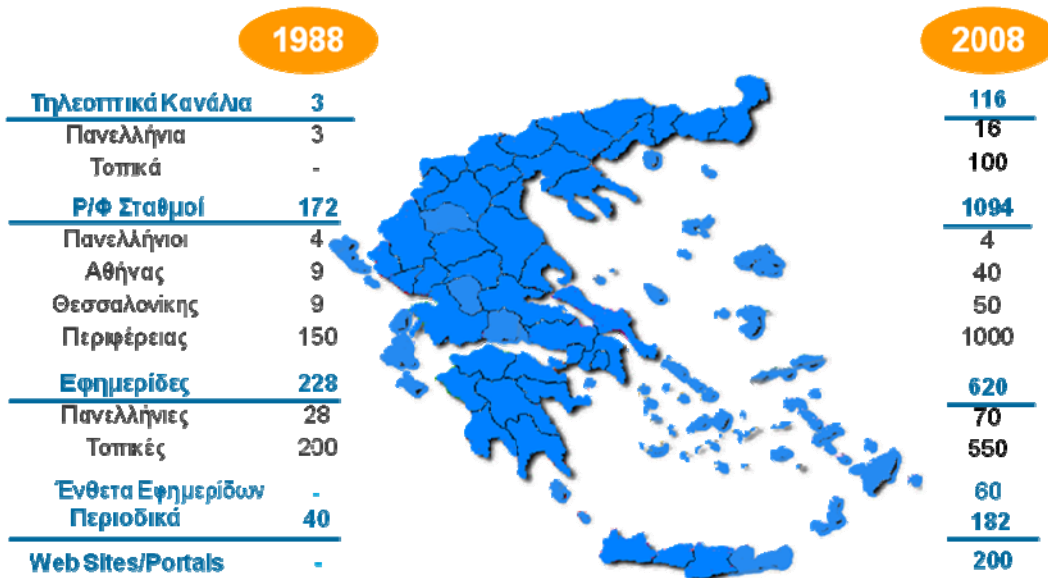 1988 2008
Τηλεοπτικά Κανάλια 3 116
Πανελλήνια 3 16
Τοπικά - 100
Ρ/Φ Σταθμοί 172 1094
Πανελλήνιοι 4 4
Αθήνας 9 40
Θεσσαλονίκης 9 50
Περιφέρειας 150 1000
Εφημερίδες 228 620
Πανελλήνιες 28 70
Τοπικές 200 550
Ένθετα Εφημερίδων - 60
Περιοδικά 40 182
Web Sites/Portals - 200